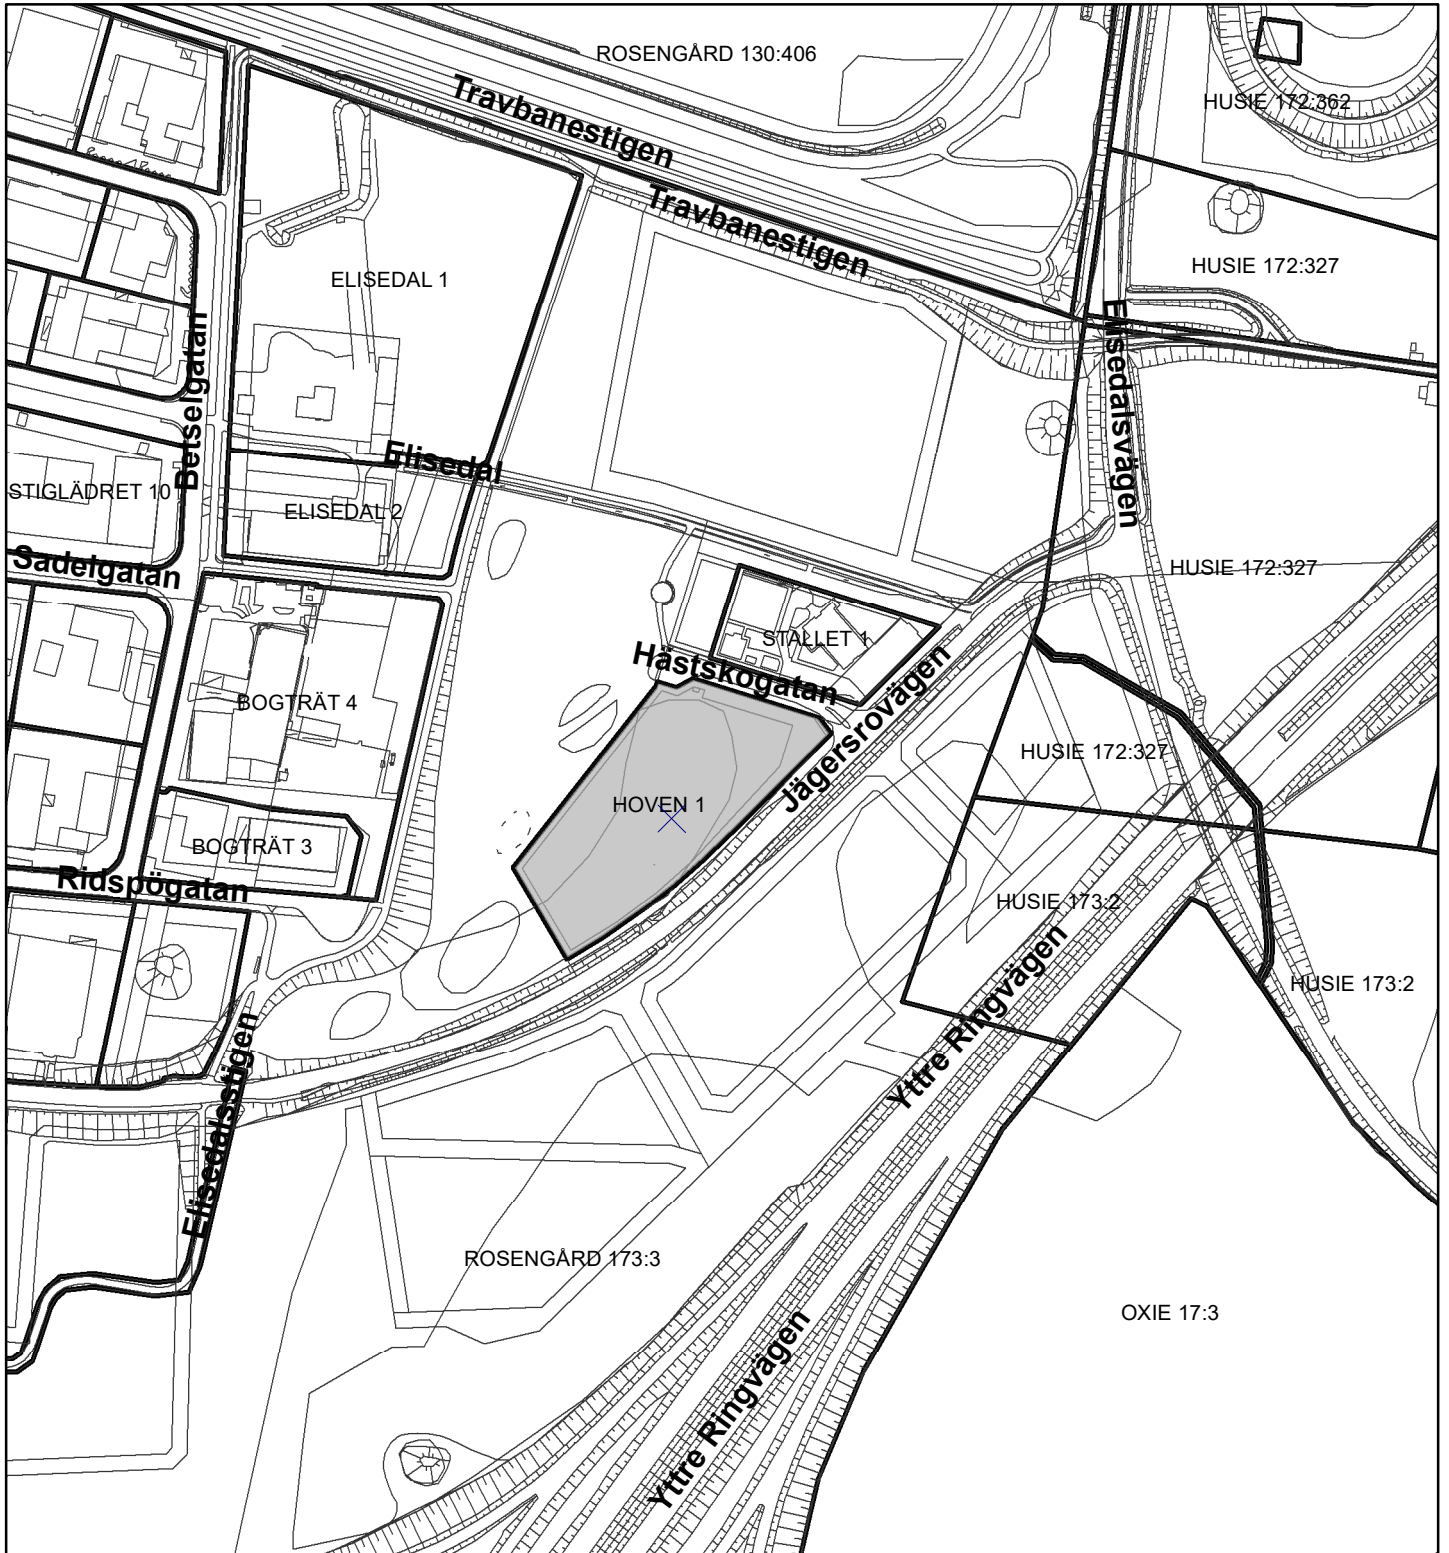 ROSENGÅRD 130:406
Travbanestigen
HUSIE 172:362
Travbanestigen
HUSIE 172:327
ELISEDAL 1
Betselgatan
Elisedalsvägen
Elisedal
STIGLÄDRET 10
ELISEDAL 2
Sadelgatan
HUSIE 172:327
STALLET 1
Hästskogatan
BOGTRÄT 4
Jägersrovägen
HUSIE 172:327
HOVEN 1
BOGTRÄT 3
Ridspögatan
HUSIE 173:2
Yttre Ringvägen
HUSIE 173:2
Elisedalsstigen
ROSENGÅRD 173:3
OXIE 17:3
Yttre Ringvägen